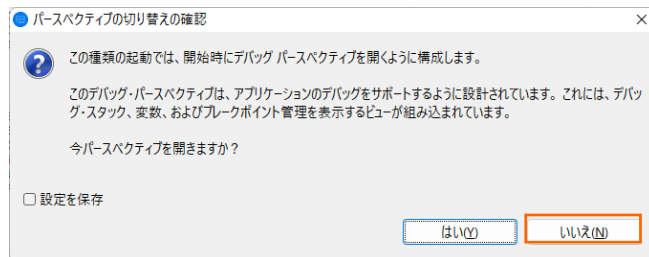 パースペクティブの切り替えの確認
この種類の起動では、開始時にデバッグ パースペクティブを開くように構成します。
このデバッグ・パースペクティブは、アプリケーションのデバッグをサポートするように設計されています。これには、デバッ
グ・スタック、変数、およびブレークポイント管理を表示するビューが組み込まれています。
今パースペクティブを開きますか？
設定を保存
はい(Y) いいえ(N)